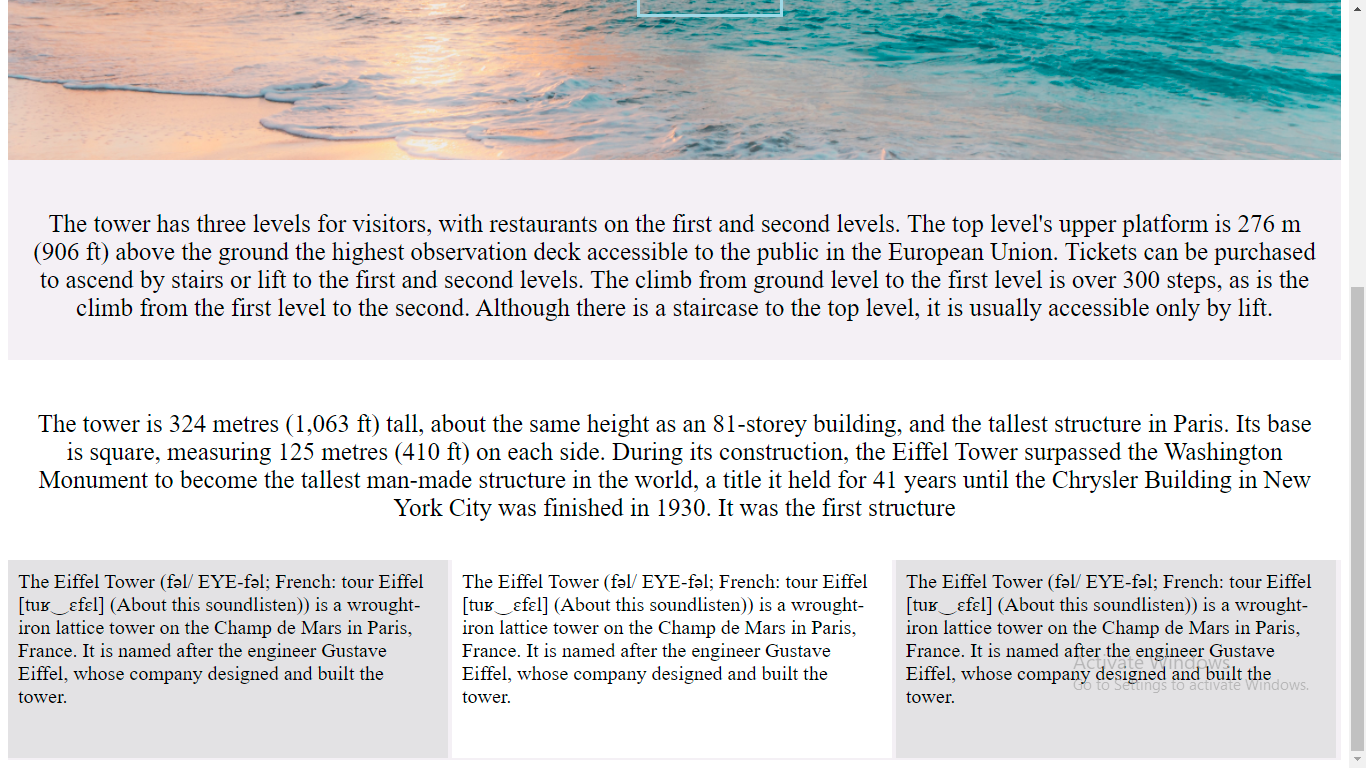 The tower has three levels for visitors, with restaurants on the first and second levels. The top level's upper platform is 276 m
(906 ft) above the ground the highest observation deck accessible to the public in the European Union. Tickets can be purchased
to ascend by stairs or lift to the first and second levels. The climb from ground level to the first level is over 300 steps, as is the
climb from the first level to the second. Although there is a staircase to the top level, it is usually accessible only by lift.
The tower is 324 metres (1,063 ft) tall, about the same height as an 81-storey building, and the tallest structure in Paris. Its base
is square, measuring 125 metres (410 ft) on each side. During its construction, the Eiffel Tower surpassed the Washington
Monument to become the tallest man-made structure in the world, a title it held for 41 years until the Chrysler Building in New
York City was finished in 1930. It was the first structure
The Eiffel Tower (fəl/ EYE-fəl; French: tour Eiffel
[tuʁ‿ɛfɛl] (About this soundlisten)) is a wrought-
iron lattice tower on the Champ de Mars in Paris,
France. It is named after the engineer Gustave
Eiffel, whose company designed and built the
tower.
The Eiffel Tower (fəl/ EYE-fəl; French: tour Eiffel
[tuʁ‿ɛfɛl] (About this soundlisten)) is a wrought-
iron lattice tower on the Champ de Mars in Paris,
France. It is named after the engineer Gustave
Eiffel, whose company designed and built the
tower.
The Eiffel Tower (fəl/ EYE-fəl; French: tour Eiffel
[tuʁ‿ɛfɛl] (About this soundlisten)) is a wrought-
iron lattice tower on the Champ de Mars in Paris,
France. It is named after the engineer Gustave
Eiffel, whose company designed and built the
tower.
Activate Windows
Go to Settings to activate Windows.